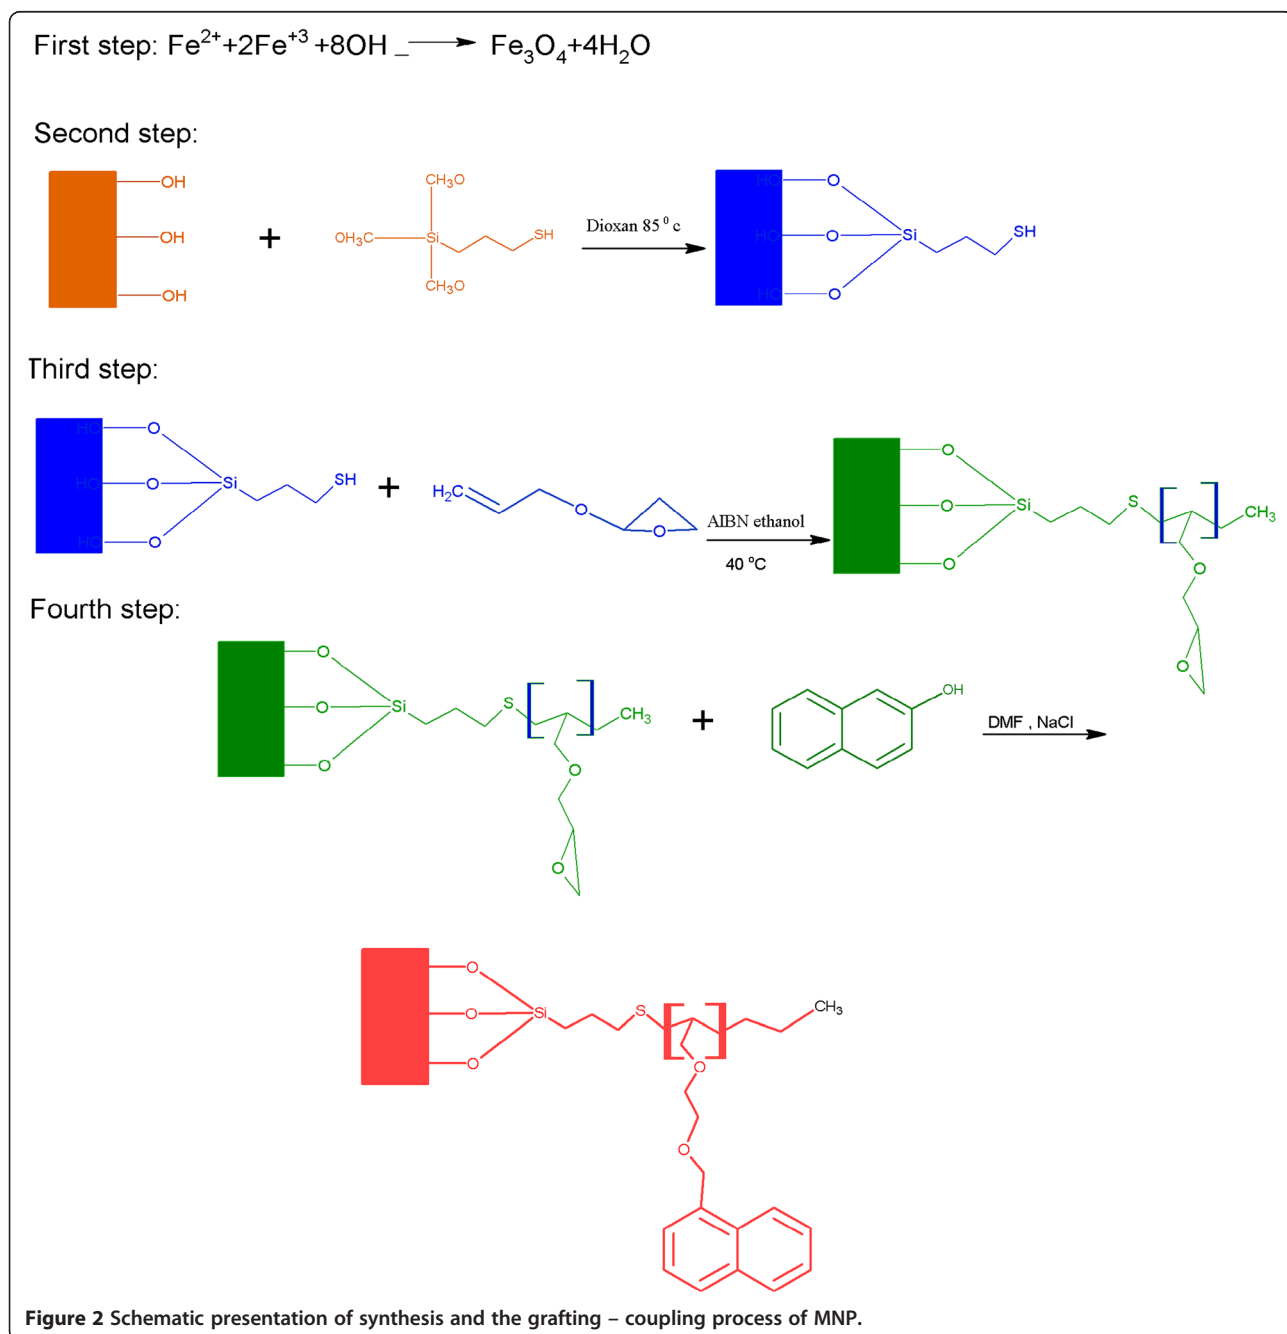 First step: Fe2+ +2Fe+3 +8OH _ ⟶ Fe3O4+4H2O
Second step:
OH
OH
OH
+
CH3O
OH3C
Si
SH
CH3O
Dioxan 85 0 c
HO O
HO O Si SH
HO O
Third step:
HO O
HO O Si SH
HO O
+
H2C
O
O
AIBN ethanol
40 oC
O
O Si S CH3
O
O
O
Fourth step:
O
O Si S CH3
O
O
O
+
OH
DMF , NaCl
O
O Si S CH3
O
O
O
Figure 2 Schematic presentation of synthesis and the grafting – coupling process of MNP.